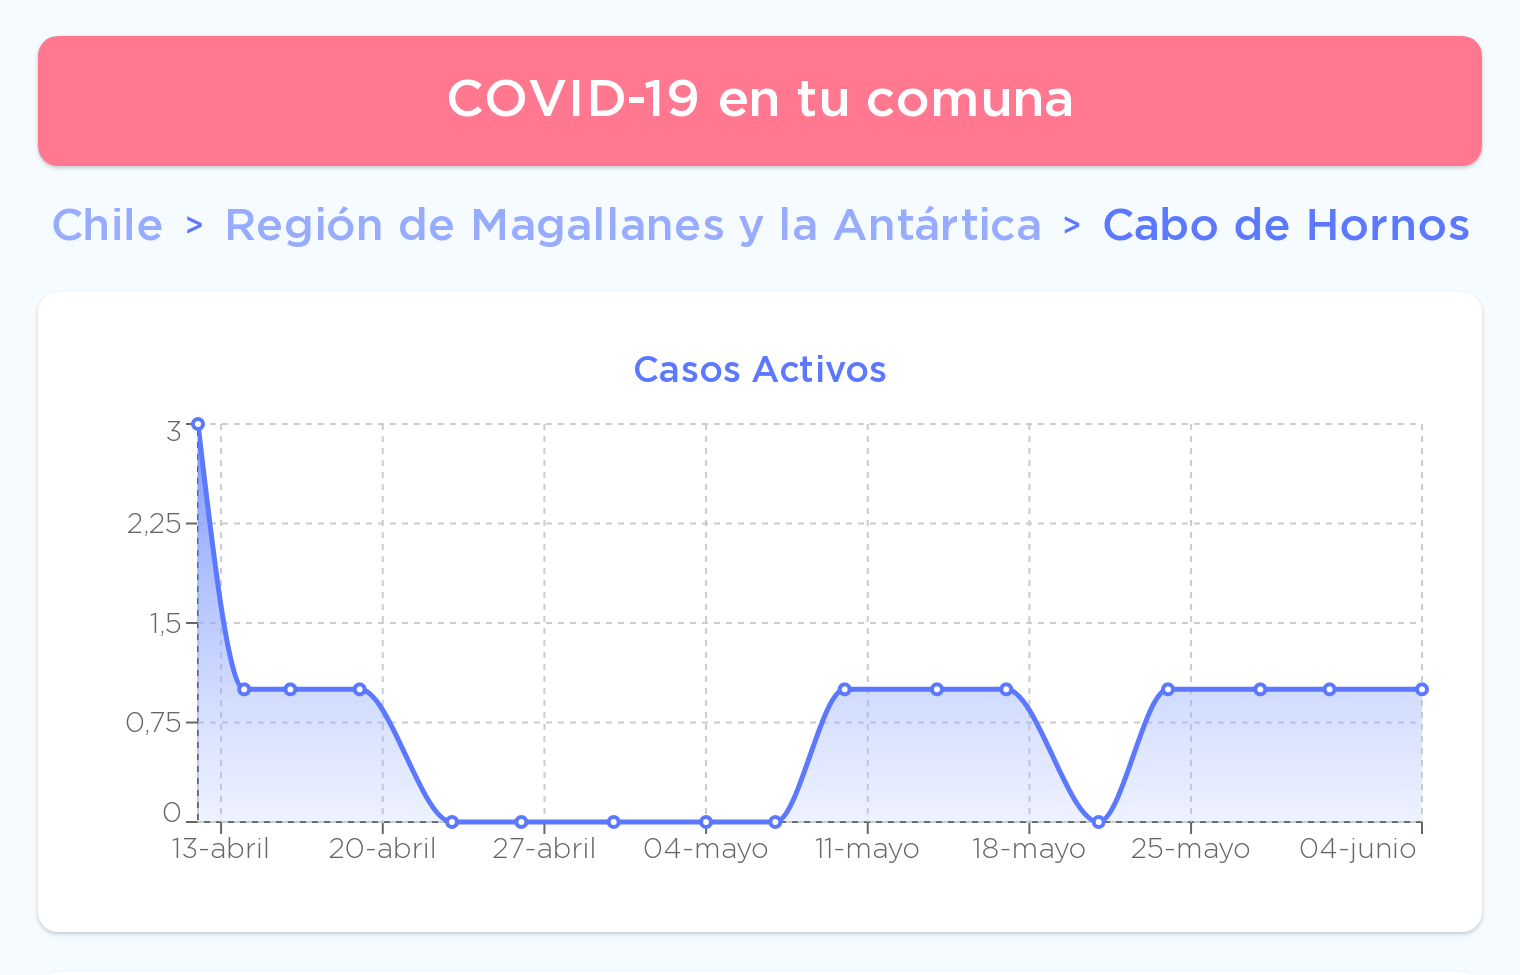 COVID-19 en tu comuna
Chile > Región de Magallanes y la Antártica > Cabo de Hornos
Casos Activos
3
2,25
1,5
0,75
0
13-abril 20-abril 27-abril 04-mayo 11-mayo 18-mayo 25-mayo 04-junio